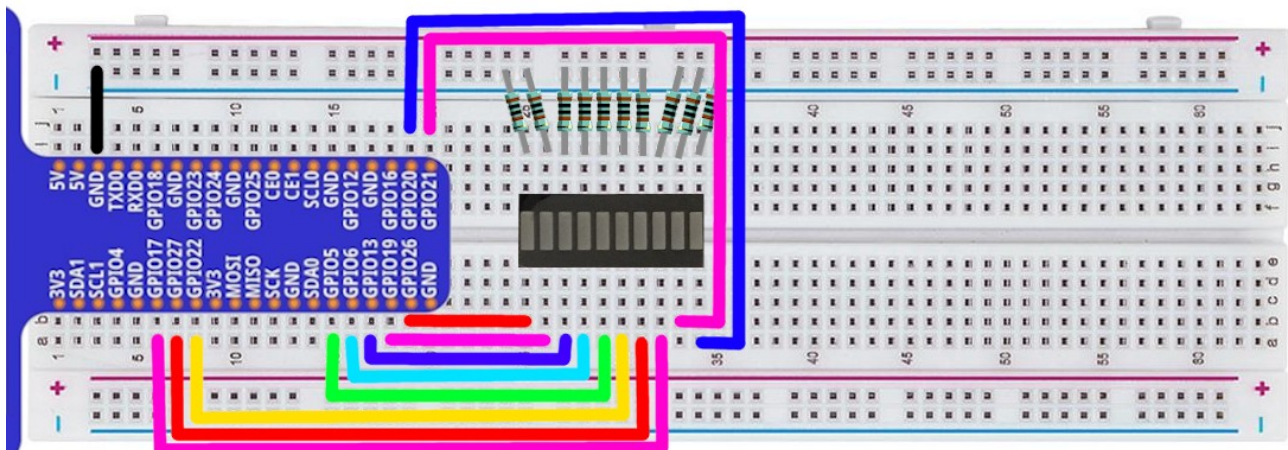 + +
− −
1 5 10 15 25 40 45 50 55 60
j j
i i
h
5V 5V GND TXD0 RXD0 GPIO18 GND GPIO23 GPIO24 GND GPIO25 CE0 CE1 SCL0 GND GPIO12 GND GPIO16 GPIO20 GPIO21
g
f
e
d
3V3 SDA1 SCL1 GPIO4 GND GPIO17 GPIO27 GPIO22 3V3 MOSI MISO SCK GND SDA0 GPIO5 GPIO6 GPIO13 GPIO19 GPIO26 GND
c
b b
a a
1 5 10 35 40 45 50 55 60
+ +
− −